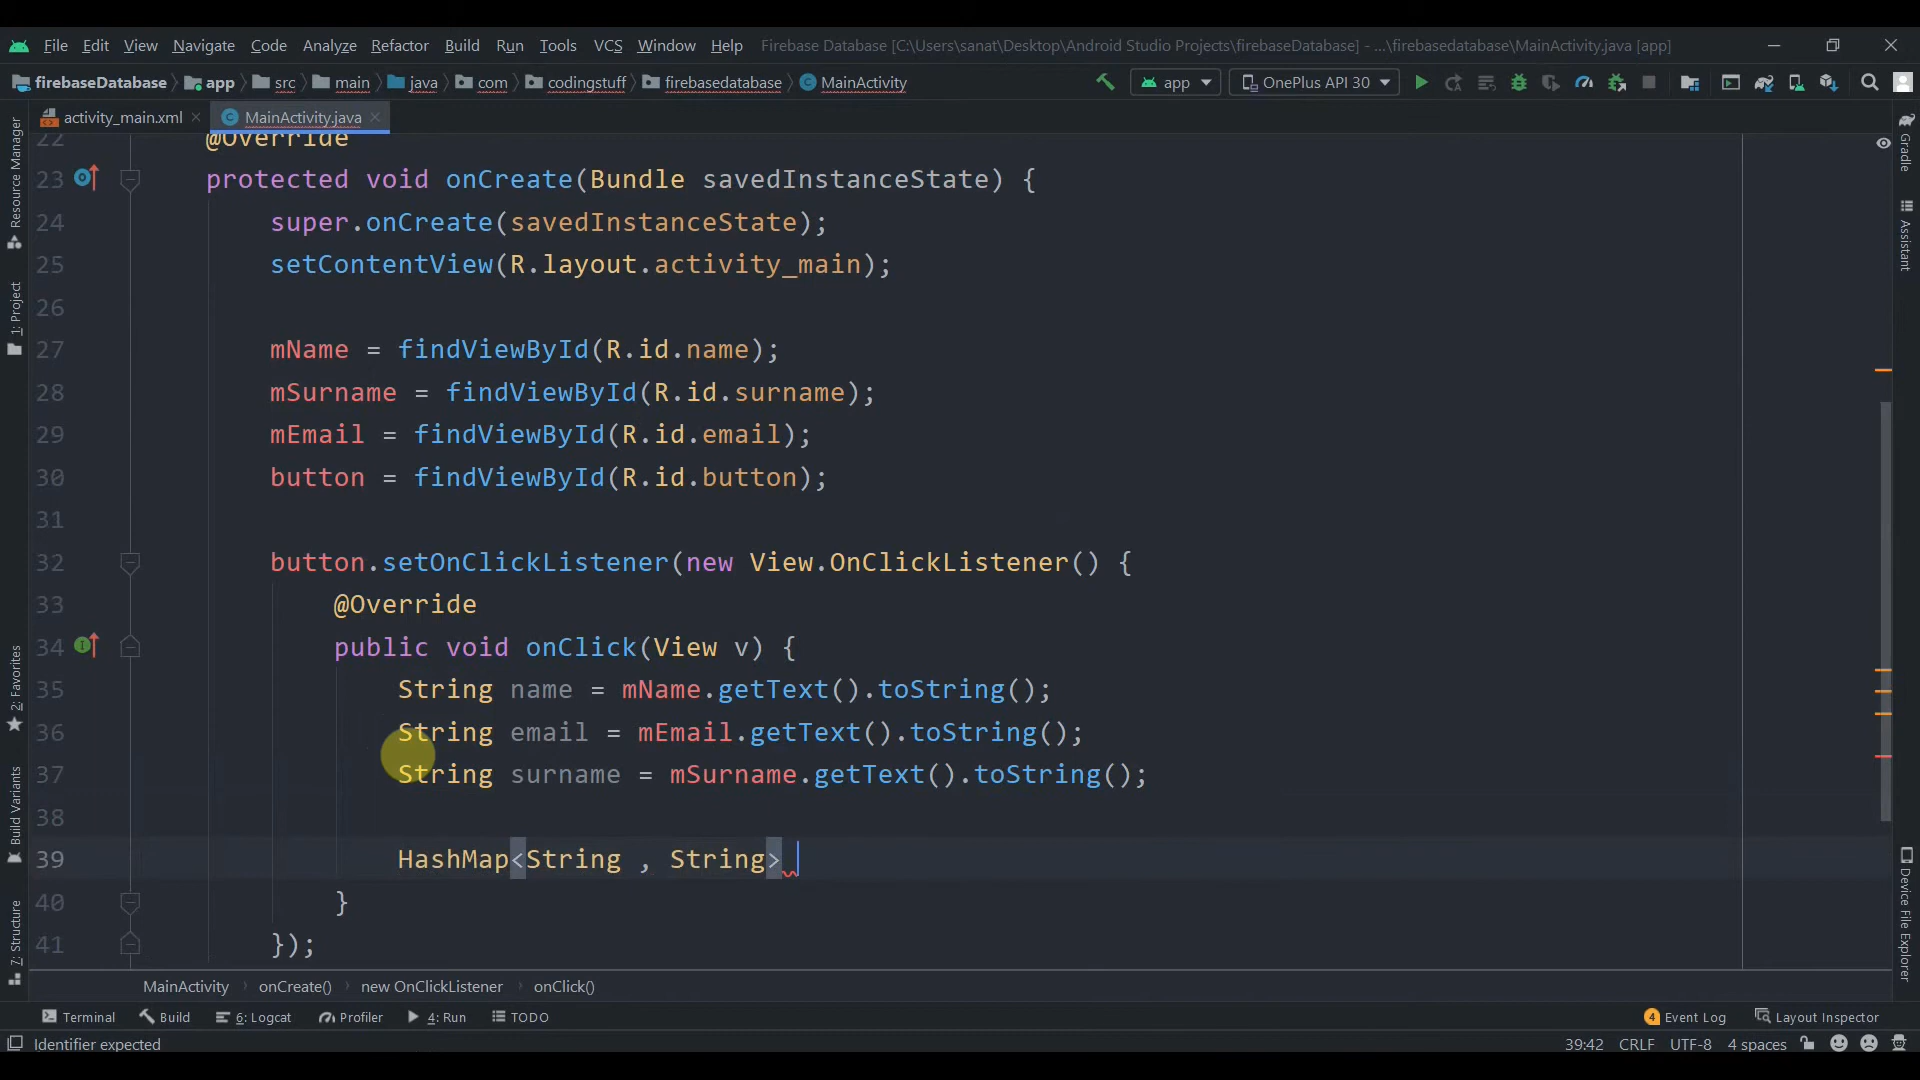 File Edit View Navigate Code Analyze Refactor Build Run Tools VCS Window Help Firebase Database [C:\Users\sanat\Desktop\Android Studio Projects\firebaseDatabase] - ...\firebasedatabase\MainActivity.java [app]
firebaseDatabase app src main java com codingstuff firebasedatabase MainActivity app OnePlus API 30
activity_main.xml MainActivity.java
22 @Override
23 protected void onCreate(Bundle savedInstanceState) {
24 super.onCreate(savedInstanceState);
25 setContentView(R.layout.activity_main);
26
27 mName = findViewById(R.id.name);
28 mSurname = findViewById(R.id.surname);
29 mEmail = findViewById(R.id.email);
30 button = findViewById(R.id.button);
31
32 button.setOnClickListener(new View.OnClickListener() {
33 @Override
34 public void onClick(View v) {
35 String name = mName.getText().toString();
36 String email = mEmail.getText().toString();
37 String surname = mSurname.getText().toString();
38
39 HashMap<String , String>
40 }
41 });
MainActivity onCreate() new OnClickListener onClick()
Terminal Build 6: Logcat Profiler 4: Run TODO 4 Event Log Layout Inspector
Identifier expected 39:42 CRLF UTF-8 4 spaces
Resource Manager
1: Project
2: Favorites
Build Variants
7: Structure
Gradle
Assistant
Device File Explorer